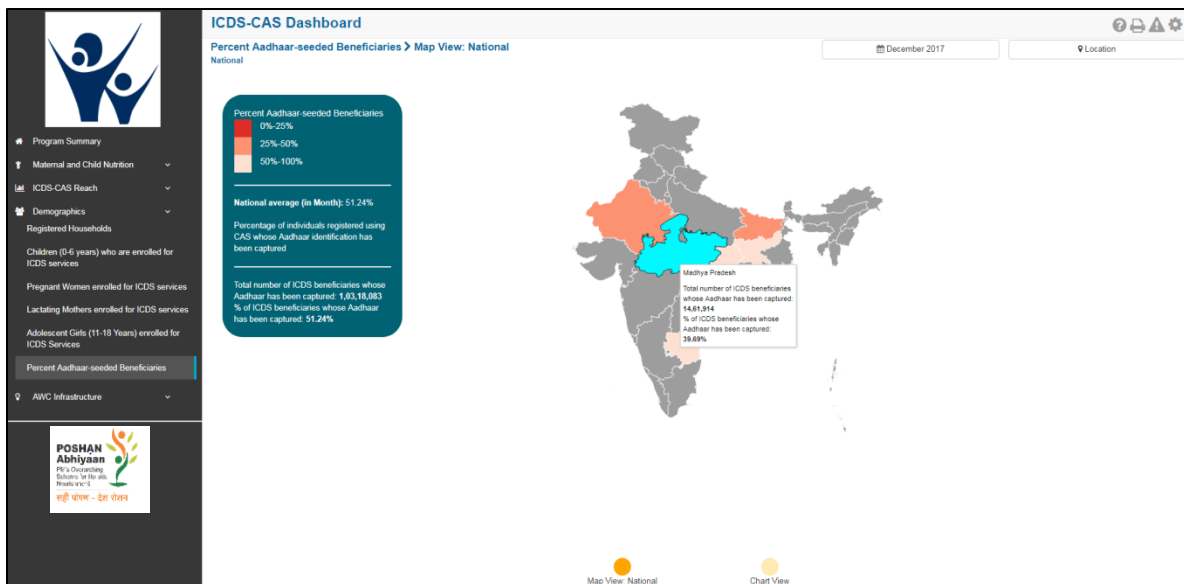 ICDS-CAS Dashboard
Percent Aadhaar-seeded Beneficiaries > Map View: National
National
December 2017
Location
Program Summary
Maternal and Child Nutrition
ICDS-CAS Reach
Demographics
Registered Households
Children (0-6 years) who are enrolled for
ICDS services
Pregnant Women enrolled for ICDS services
Lactating Mothers enrolled for ICDS services
Adolescent Girls (11-18 Years) enrolled for
ICDS Services
Percent Aadhaar-seeded Beneficiaries
AWC Infrastructure
POSHAN
Abhiyaan
PM's Overarching
Scheme for Holistic
Nourishment
सही पोषण - देश रोशन
Percent Aadhaar-seeded Beneficiaries
0%-25%
25%-50%
50%-100%
National average (in Month): 51.24%
Percentage of individuals registered using
CAS whose Aadhaar identification has
been captured
Total number of ICDS beneficiaries whose
Aadhaar has been captured: 1,03,18,083
% of ICDS beneficiaries whose Aadhaar
has been captured: 51.24%
Madhya Pradesh
Total number of ICDS beneficiaries
whose Aadhaar has been captured:
14,61,914
% of ICDS beneficiaries whose
Aadhaar has been captured:
39.69%
Map View: National
Chart View